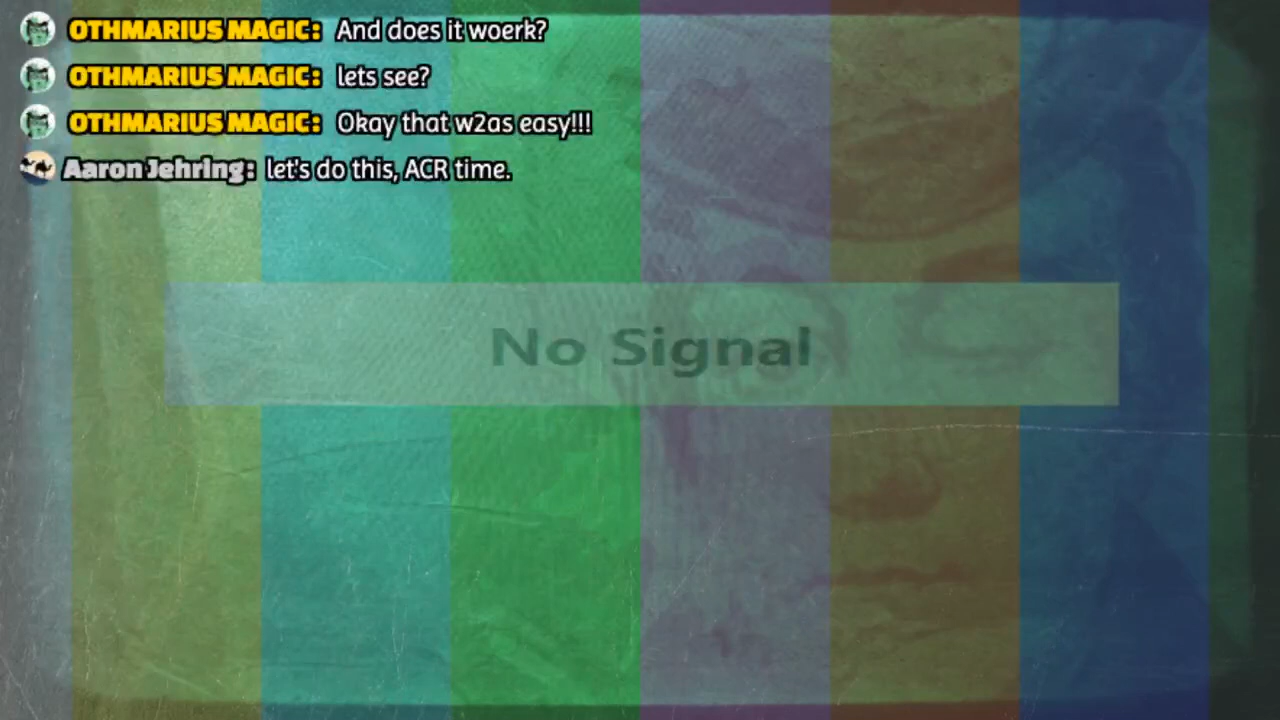 OTHMARIUS MAGIC: And does it woerk?
OTHMARIUS MAGIC: lets see?
OTHMARIUS MAGIC: Okay that w2as easy!!!
Aaron Jehring: let's do this, ACR time.
No Signal